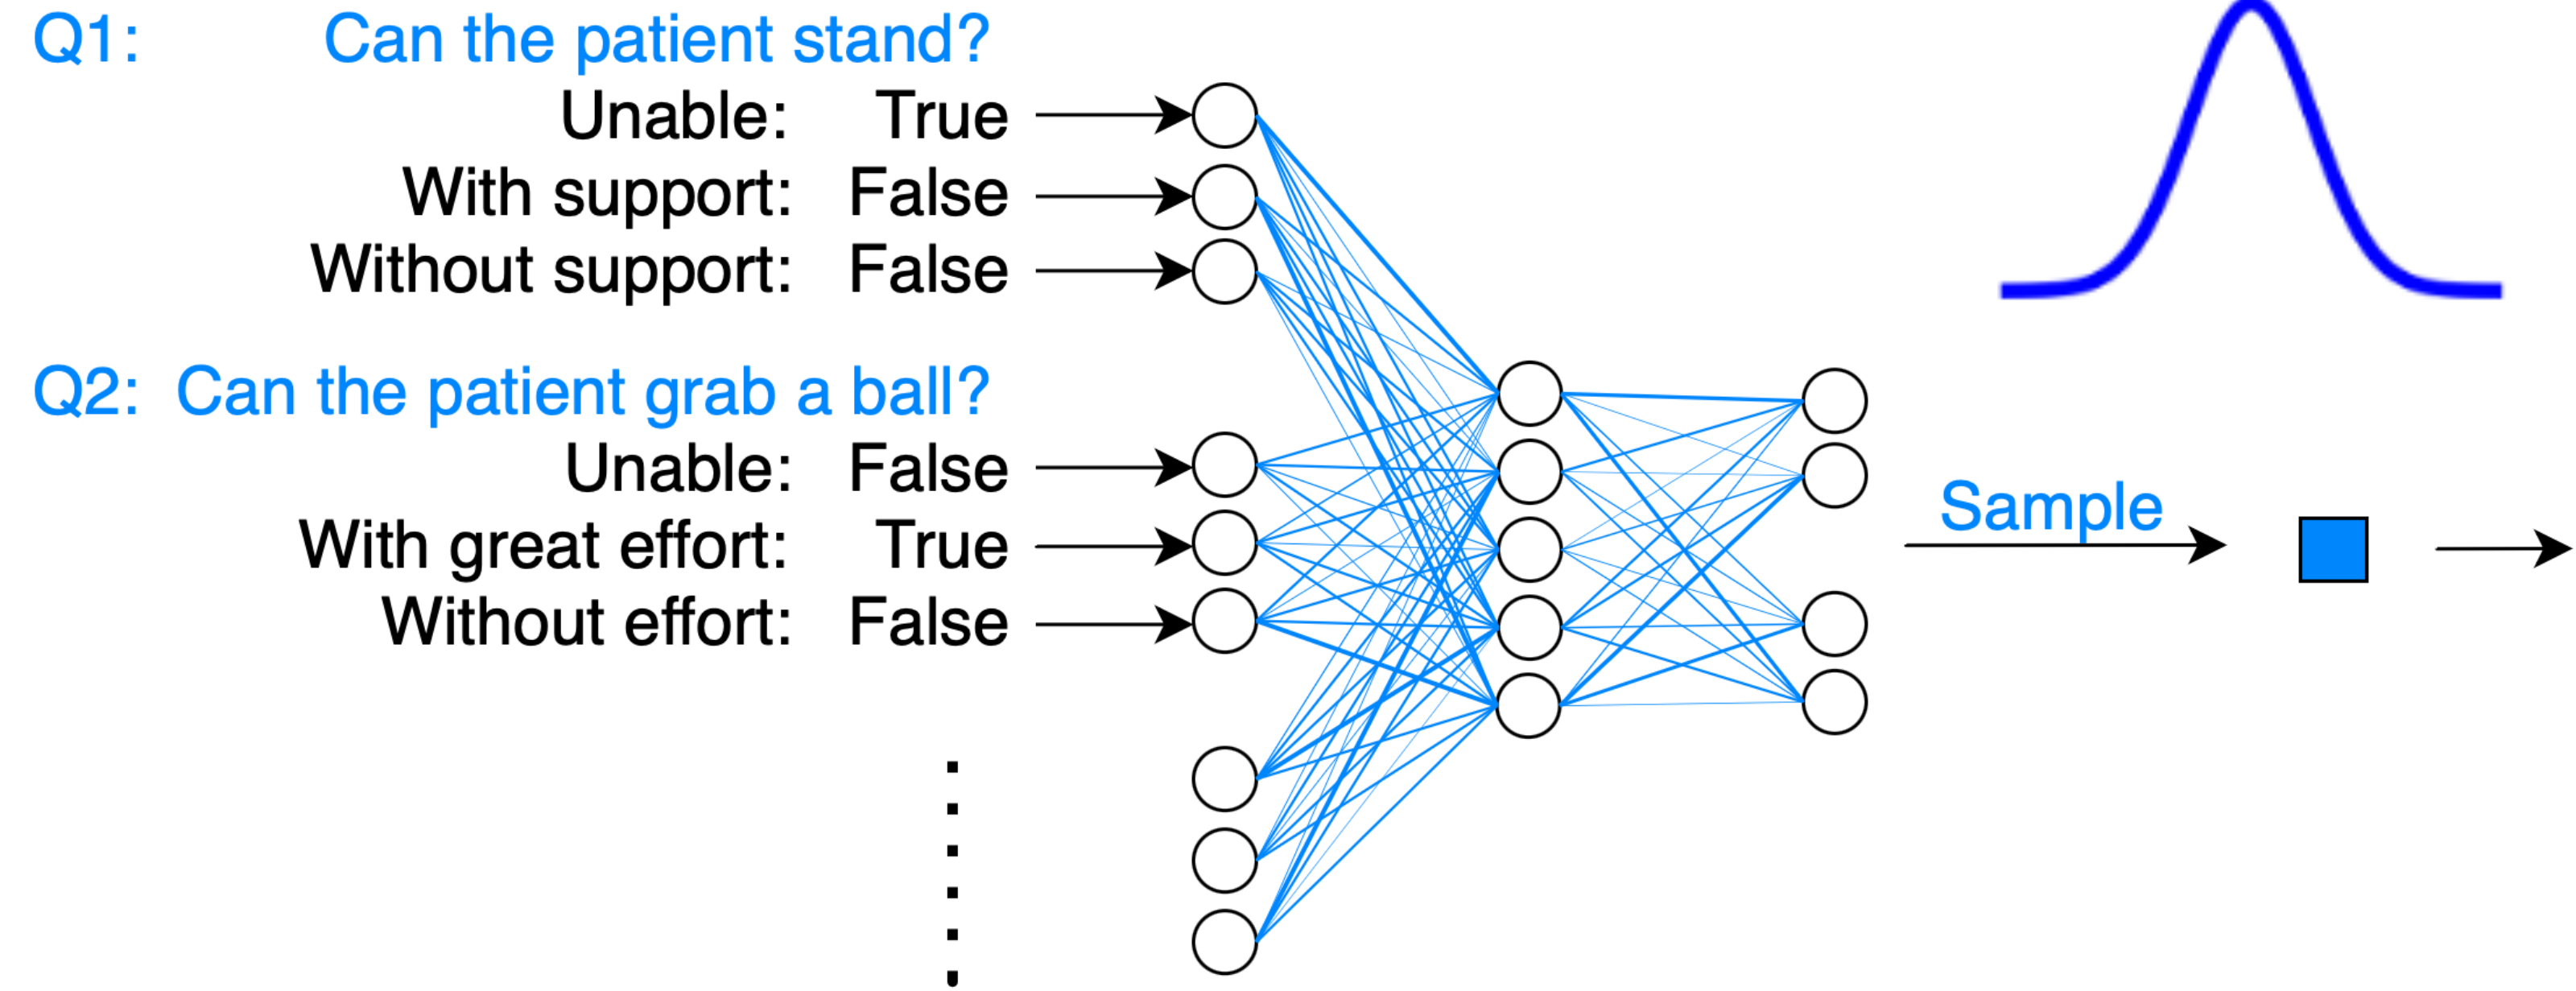 Q1: Can the patient stand?
Unable: True
With support: False
Without support: False
Q2: Can the patient grab a ball?
Unable: False
With great effort: True
Without effort: False
Sample